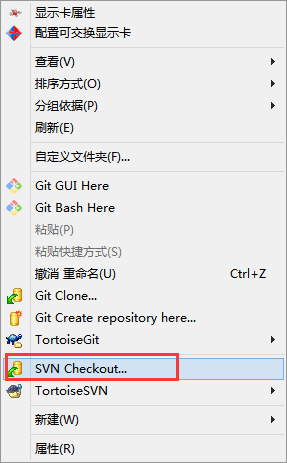 显示卡属性
配置可交换显示卡
查看(V)
排序方式(O)
分组依据(P)
刷新(E)
自定义文件夹(F)...
Git GUI Here
Git Bash Here
粘贴(P)
粘贴快捷方式(S)
撤消 重命名(U) Ctrl+Z
Git Clone...
Git Create repository here...
TortoiseGit
SVN Checkout...
TortoiseSVN
新建(W)
属性(R)